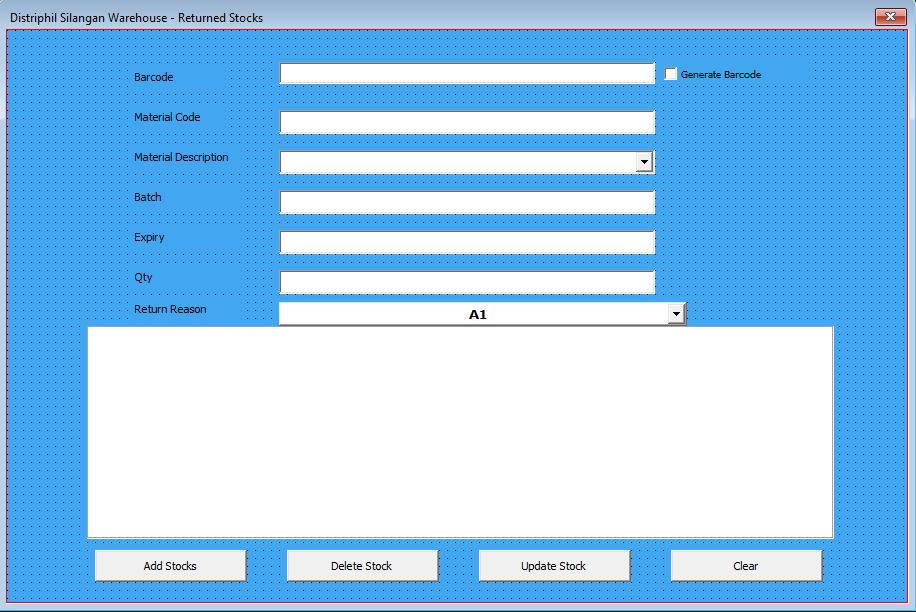 Distriphil Silangan Warehouse - Returned Stocks
Barcode
Generate Barcode
Material Code
Material Description
Batch
Expiry
Qty
Return Reason
A1
Add Stocks
Delete Stock
Update Stock
Clear